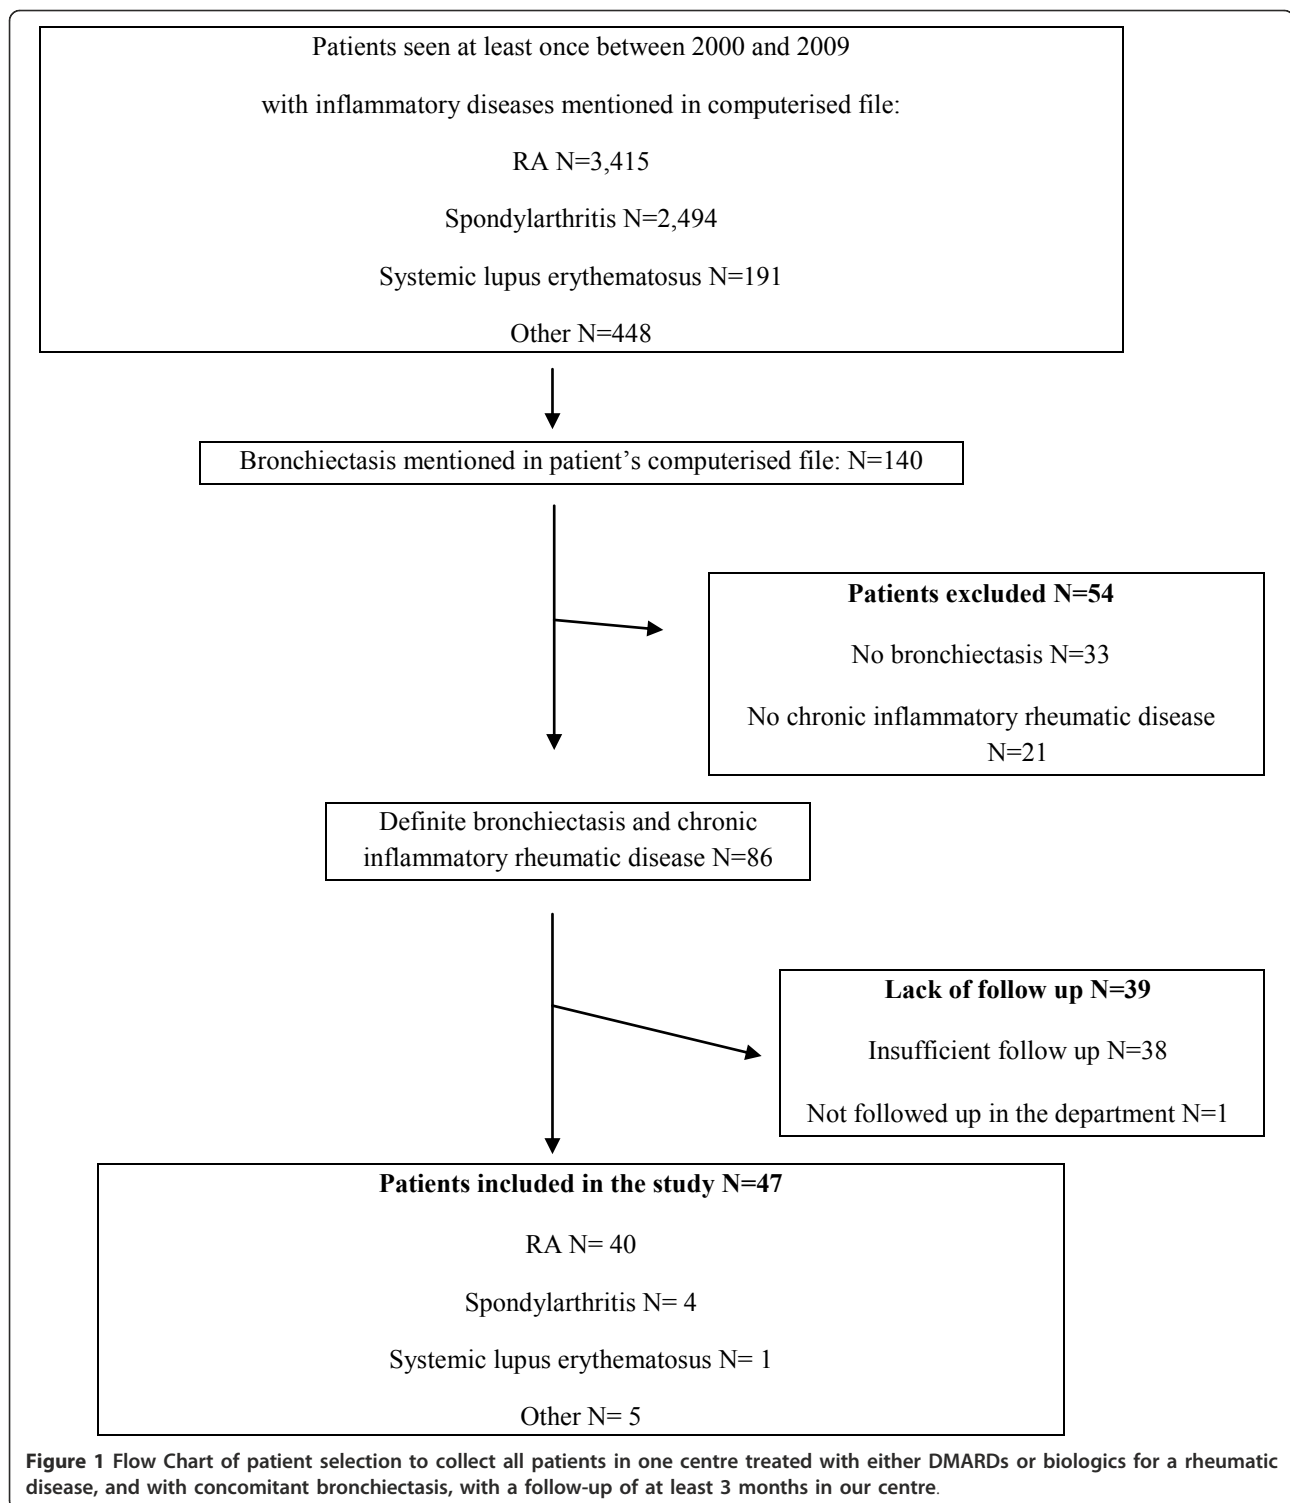 Patients seen at least once between 2000 and 2009
with inflammatory diseases mentioned in computerised file:
RA N=3,415
Spondylarthritis N=2,494
Systemic lupus erythematosus N=191
Other N=448
Bronchiectasis mentioned in patient’s computerised file: N=140
Patients excluded N=54
No bronchiectasis N=33
No chronic inflammatory rheumatic disease
N=21
Definite bronchiectasis and chronic
inflammatory rheumatic disease N=86
Lack of follow up N=39
Insufficient follow up N=38
Not followed up in the department N=1
Patients included in the study N=47
RA N= 40
Spondylarthritis N= 4
Systemic lupus erythematosus N= 1
Other N= 5
Figure 1 Flow Chart of patient selection to collect all patients in one centre treated with either DMARDs or biologics for a rheumatic
disease, and with concomitant bronchiectasis, with a follow-up of at least 3 months in our centre.